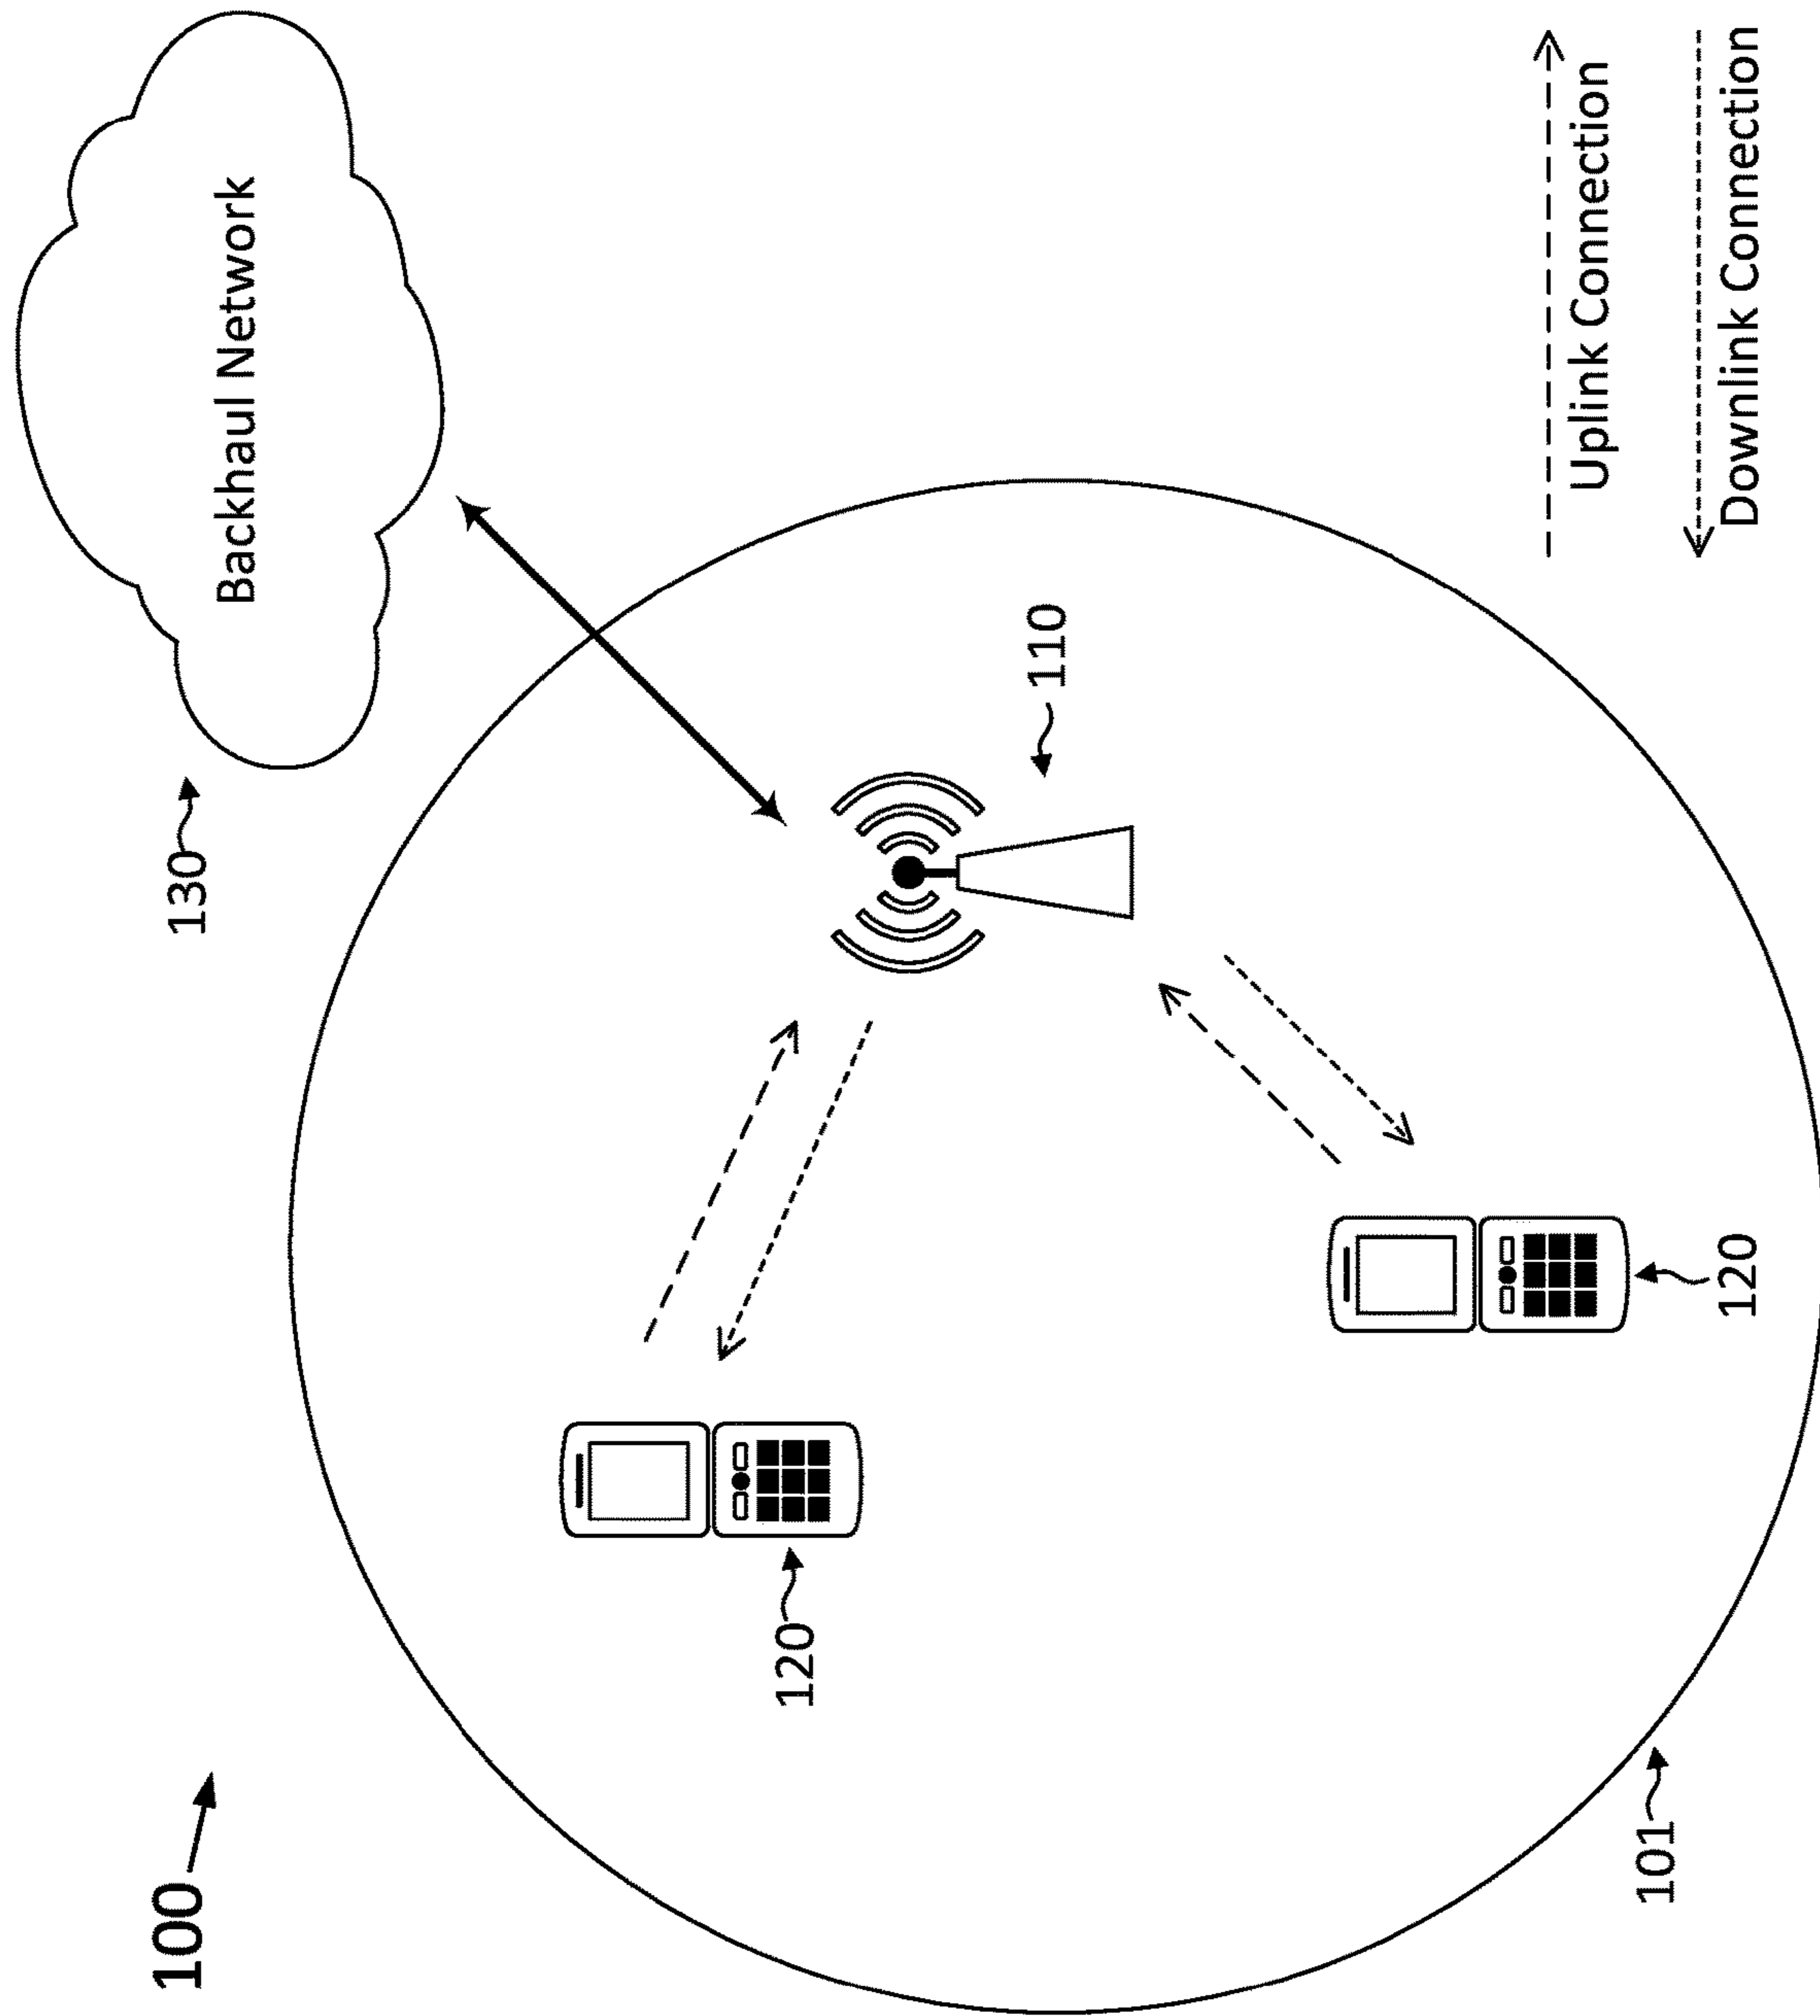 100
130
Backhaul Network
120
110
Uplink Connection
101
120
Downlink Connection